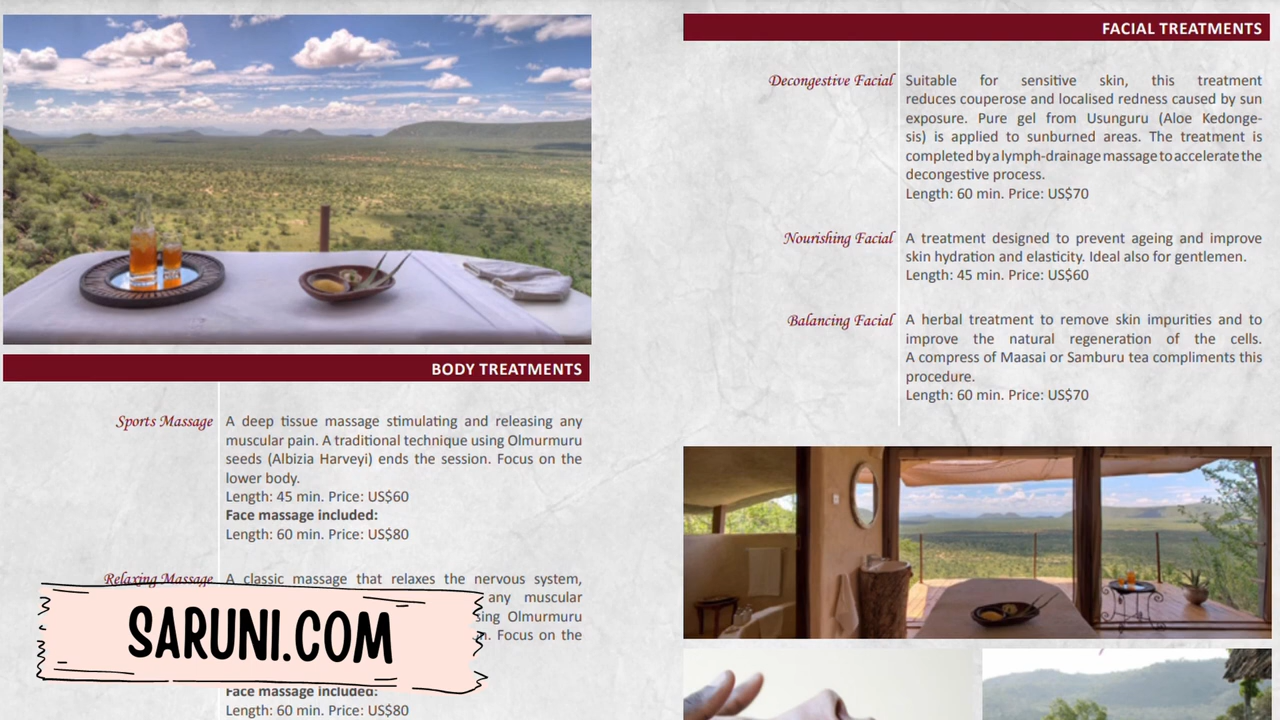 BODY TREATMENTS
Sports Massage
A deep tissue massage stimulating and releasing any
muscular pain. A traditional technique using Olmurmuru
seeds (Albizia Harveyi) ends the session. Focus on the
lower body.
Length: 45 min. Price: US$60
Face massage included:
Length: 60 min. Price: US$80
Relaxing Massage
A classic massage that relaxes the nervous system,
any muscular
Olmurmuru
Focus on the
SARUNI.COM
Face massage included:
Length: 60 min. Price: US$80
FACIAL TREATMENTS
Decongestive Facial
Suitable for sensitive skin, this treatment
reduces couperose and localised redness caused by sun
exposure. Pure gel from Usunguru (Aloe Kedonge-
sis) is applied to sunburned areas. The treatment is
completed by a lymph-drainage massage to accelerate the
decongestive process.
Length: 60 min. Price: US$70
Nourishing Facial
A treatment designed to prevent ageing and improve
skin hydration and elasticity. Ideal also for gentlemen.
Length: 45 min. Price: US$60
Balancing Facial
A herbal treatment to remove skin impurities and to
improve the natural regeneration of the cells.
A compress of Maasai or Samburu tea compliments this
procedure.
Length: 60 min. Price: US$70